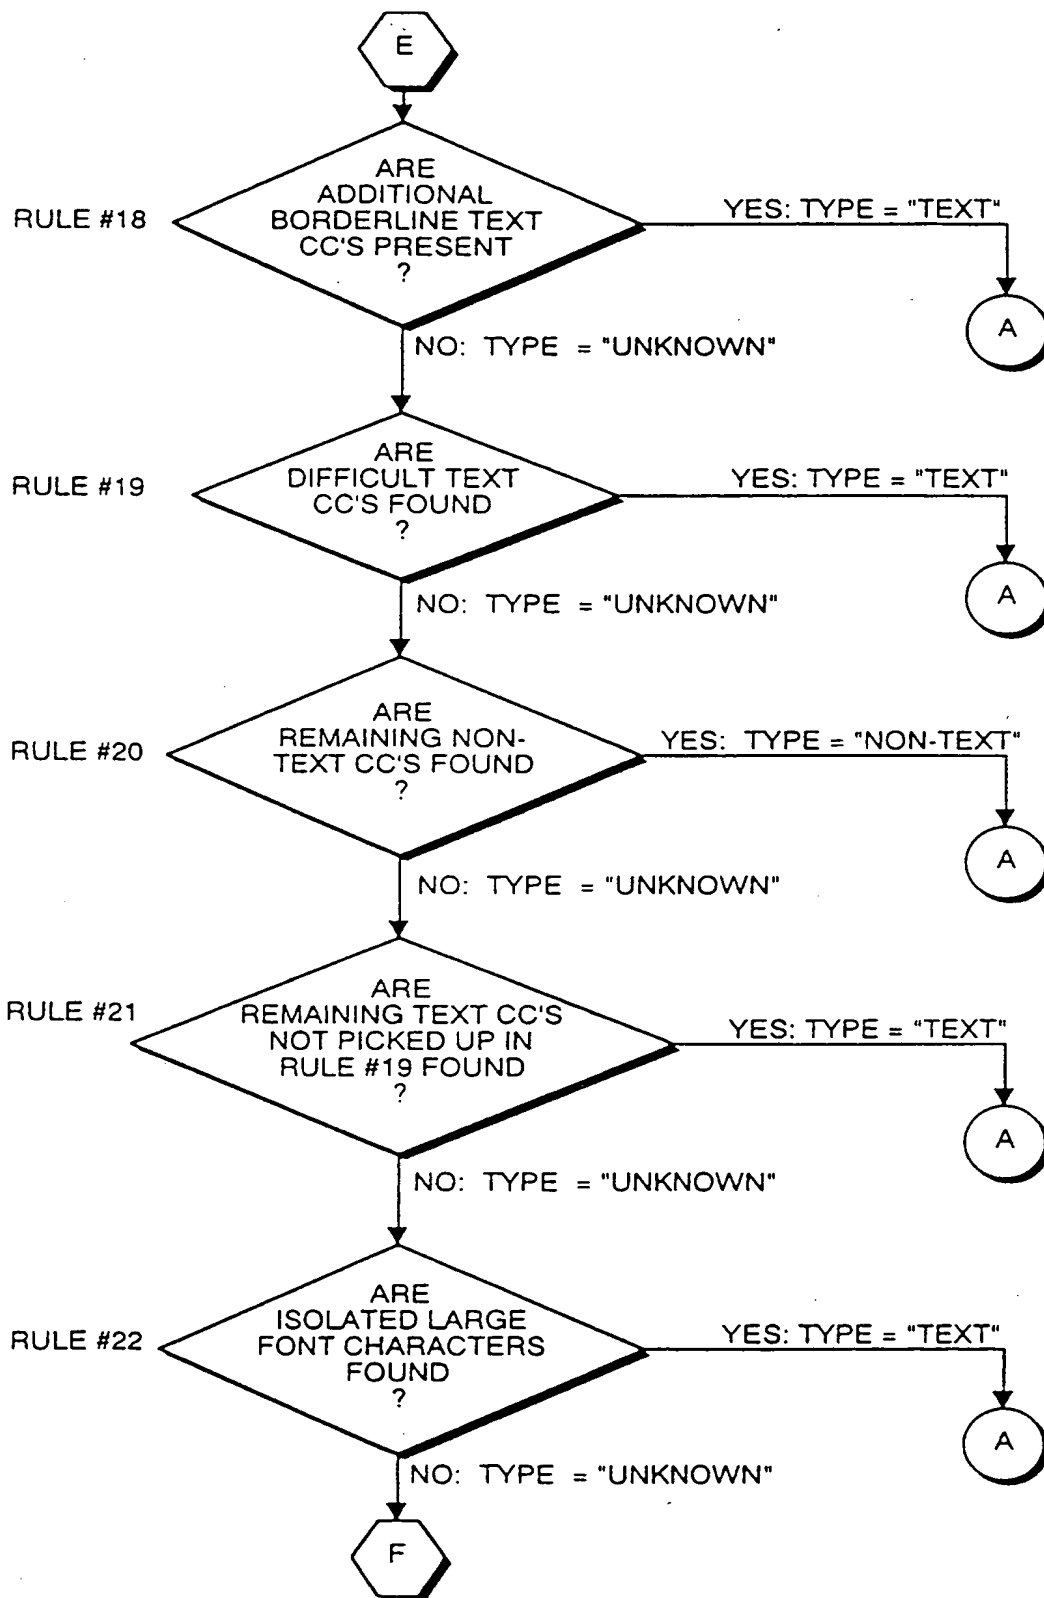 E
ARE
ADDITIONAL
BORDERLINE TEXT
CC'S PRESENT
?
RULE #18
YES: TYPE = "TEXT"
A
NO: TYPE = "UNKNOWN"
ARE
DIFFICULT TEXT
CC'S FOUND
?
RULE #19
YES: TYPE = "TEXT"
A
NO: TYPE = "UNKNOWN"
ARE
REMAINING NON-
TEXT CC'S FOUND
?
RULE #20
YES: TYPE = "NON-TEXT"
A
NO: TYPE = "UNKNOWN"
ARE
REMAINING TEXT CC'S
NOT PICKED UP IN
RULE #19 FOUND
?
RULE #21
YES: TYPE = "TEXT"
A
NO: TYPE = "UNKNOWN"
ARE
ISOLATED LARGE
FONT CHARACTERS
FOUND
?
RULE #22
YES: TYPE = "TEXT"
A
NO: TYPE = "UNKNOWN"
F